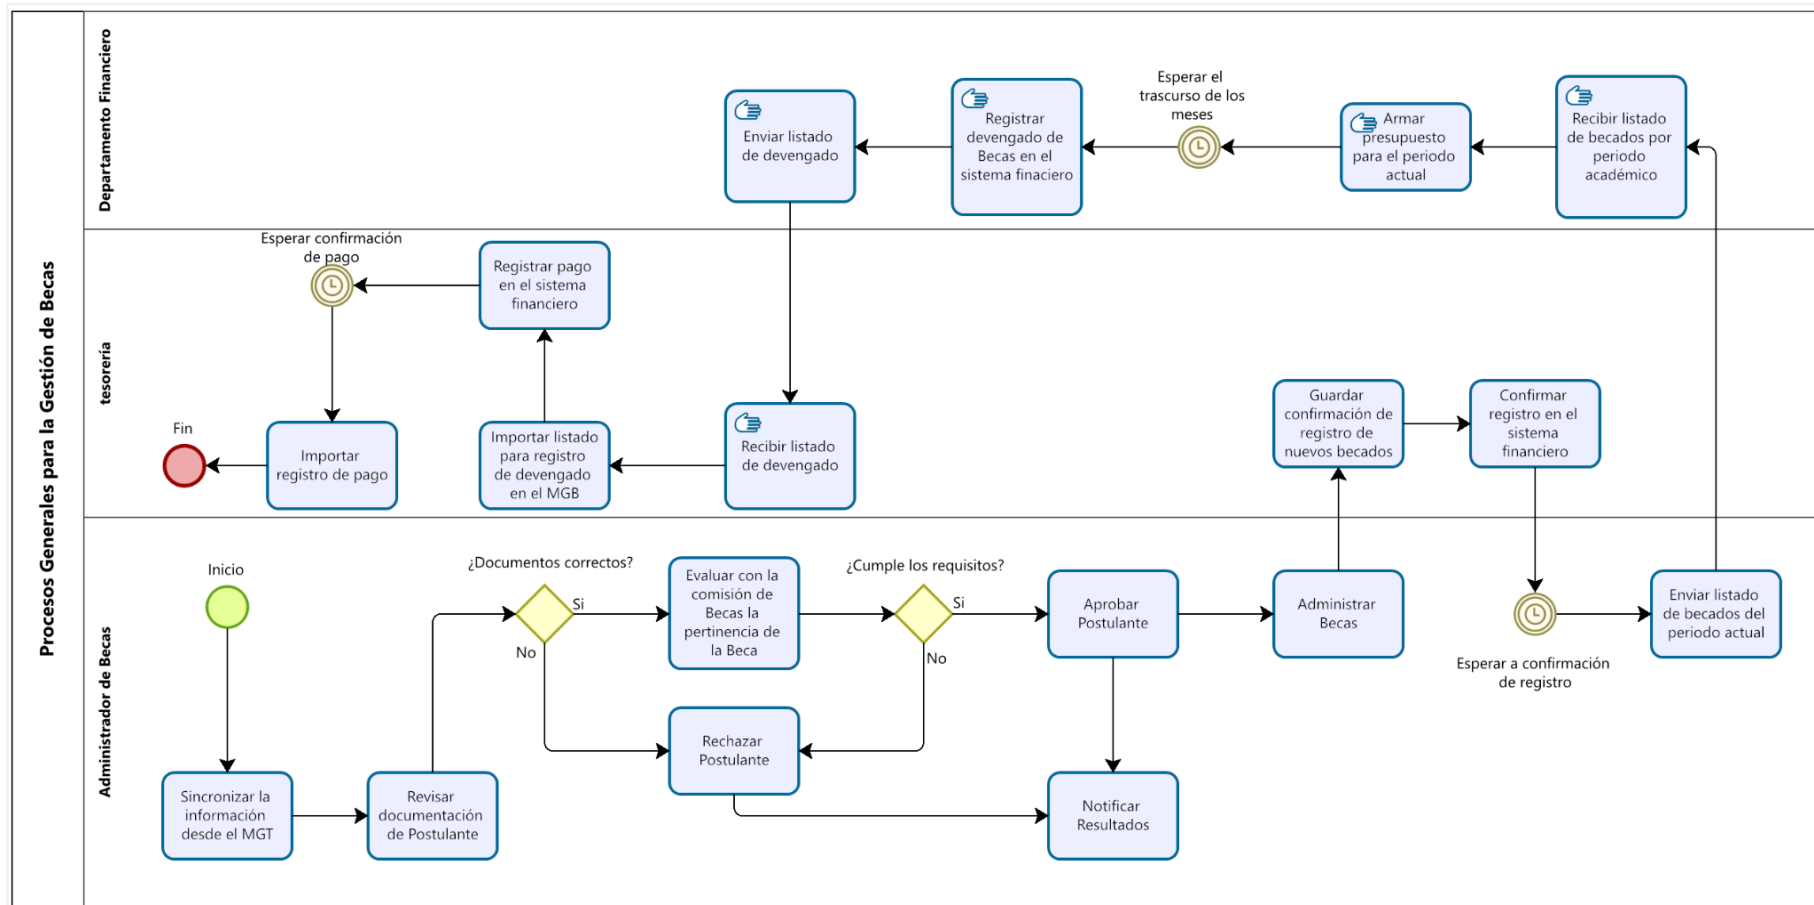 Procesos Generales para la Gestión de Becas
Departamento Financiero
Enviar listado
de devengado
Registrar
devengado de
Becas en el
sistema finaciero
Esperar el
trascurso de los
meses
Armar
presupuesto
para el periodo
actual
Recibir listado
de becados por
periodo
académico
tesorería
Esperar confirmación
de pago
Registrar pago
en el sistema
financiero
Fin
Importar
registro de pago
Importar listado
para registro
de devengado
en el MGB
Recibir listado
de devengado
Guardar
confirmación de
registro de
nuevos becados
Confirmar
registro en el
sistema
financiero
Administrador de Becas
Inicio
Sincronizar la
información
desde el MGT
Revisar
documentación
de Postulante
¿Documentos correctos?
Si
No
Evaluar con la
comisión de
Becas la
pertinencia de
la Beca
¿Cumple los requisitos?
Si
No
Rechazar
Postulante
Aprobar
Postulante
Notificar
Resultados
Administrar
Becas
Esperar a confirmación
de registro
Enviar listado
de becados del
periodo actual